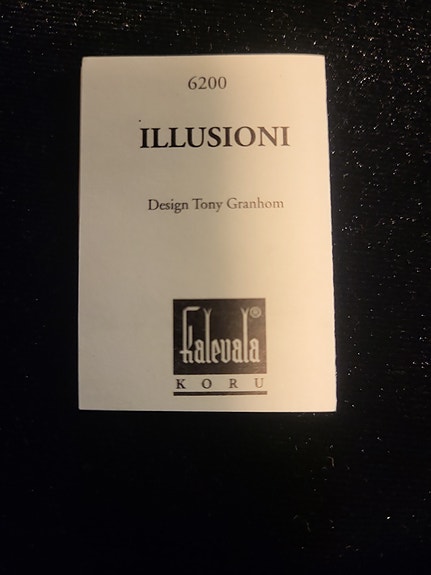 6200
ILLUSIONI
Design Tony Granhom
Kalevala®
KORU